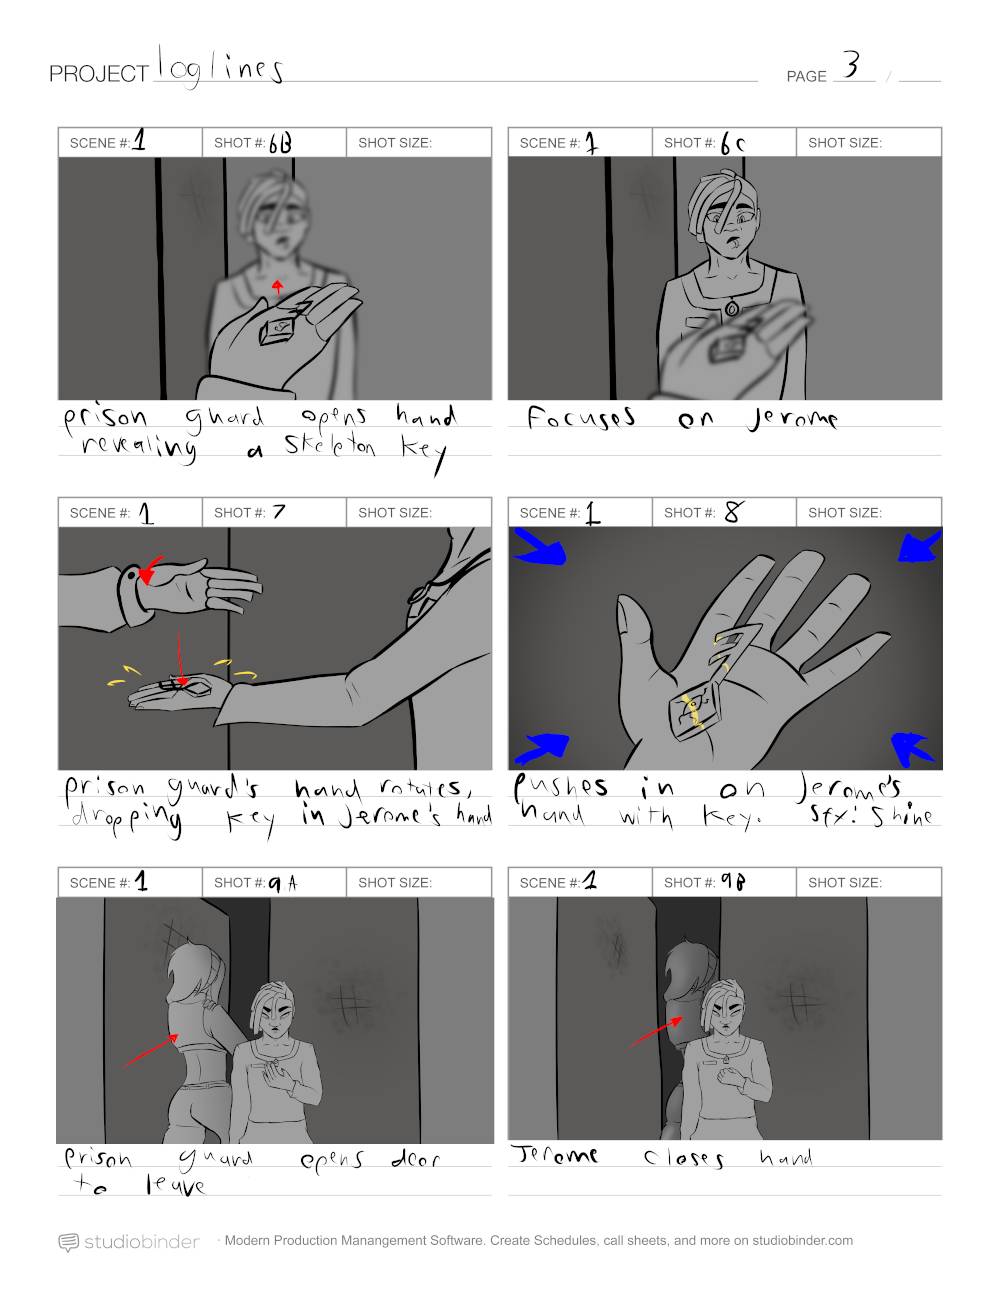 PROJECT loglines
PAGE 3 /
SCENE #: 1 SHOT #: 6B SHOT SIZE:
SCENE #: 1 SHOT #: 6C SHOT SIZE:
prison guard opens hand
revealing a skeleton key
Focuses on Jerome
SCENE #: 1 SHOT #: 7 SHOT SIZE:
SCENE #: 1 SHOT #: 8 SHOT SIZE:
prison guard's hand rotates,
dropping key in Jerome's hand
pushes in on Jerome's
hand with key. Sfx: Shine
SCENE #: 1 SHOT #: 9A SHOT SIZE:
SCENE #: 1 SHOT #: 9B SHOT SIZE:
prison guard opens door
to leave
Jerome closes hand
studiobinder · Modern Production Manangement Software. Create Schedules, call sheets, and more on studiobinder.com